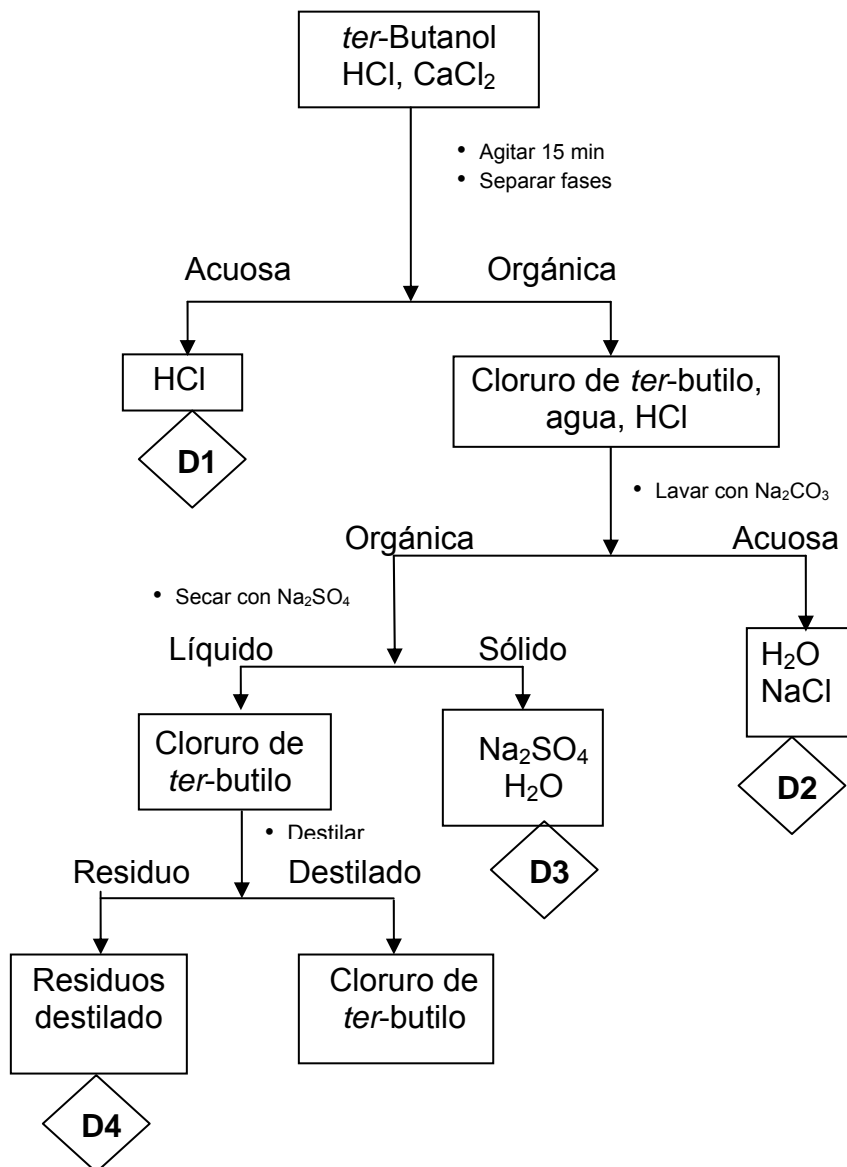 ter-Butanol
HCl, CaCl₂
• Agitar 15 min
• Separar fases
Acuosa
Orgánica
HCl
Cloruro de ter-butilo,
agua, HCl
D1
• Lavar con Na₂CO₃
Orgánica
Acuosa
• Secar con Na₂SO₄
Líquido
Sólido
H₂O
NaCl
Cloruro de
ter-butilo
Na₂SO₄
H₂O
D2
• Destilar
D3
Residuo
Destilado
Residuos
destilado
Cloruro de
ter-butilo
D4